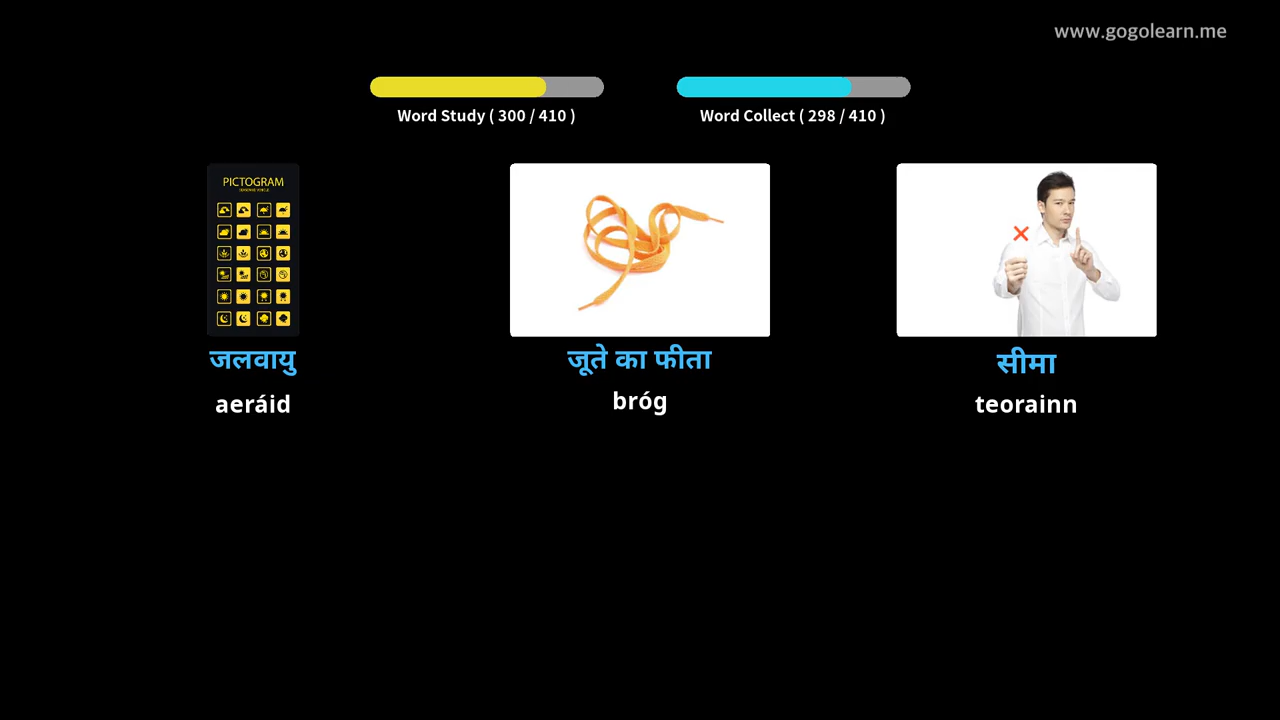 www.gogolearn.me
Word Study ( 300 / 410 )
Word Collect ( 298 / 410 )
PICTOGRAM
जलवायु
जूते का फीता
सीमा
aeráid
bróg
teorainn